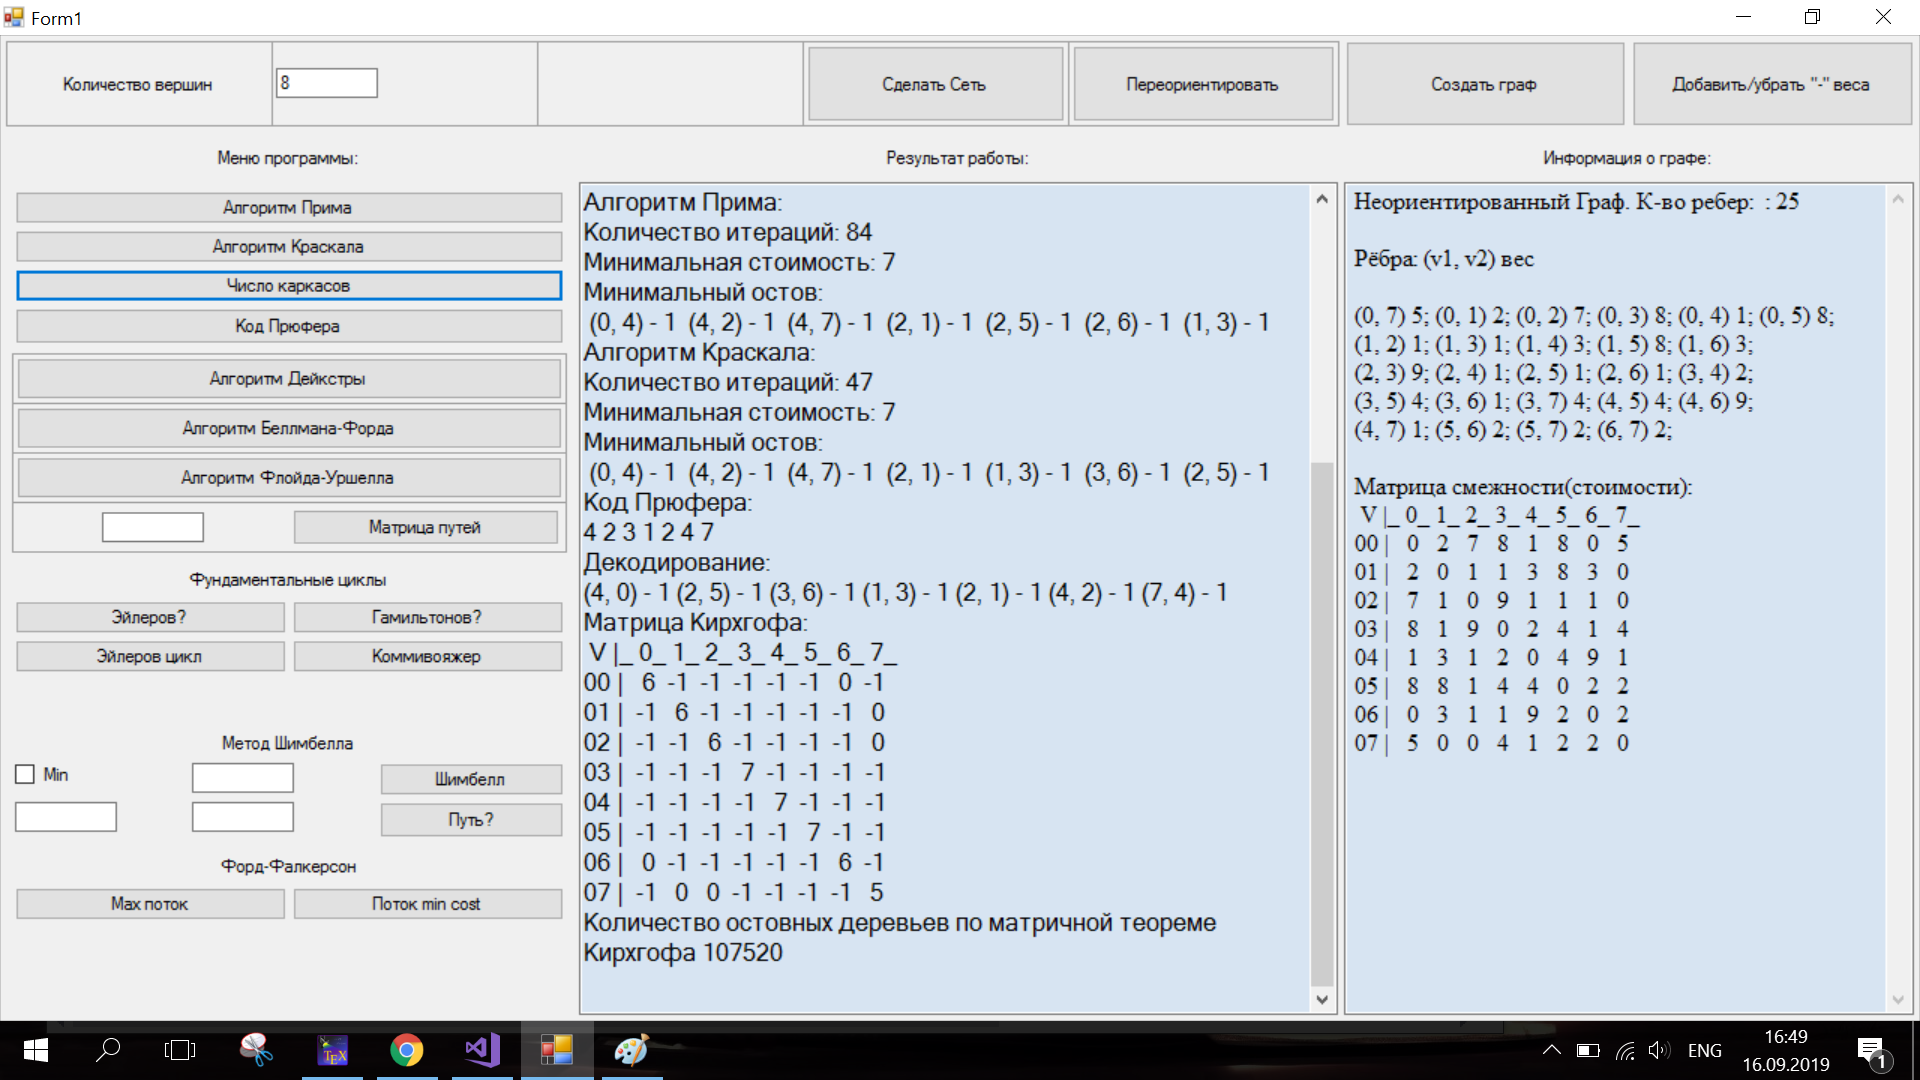 Form1
Количество вершин
8
Сделать Сеть
Переориентировать
Создать граф
Добавить/убрать "-" веса
Меню программы:
Алгоритм Прима
Алгоритм Краскала
Число каркасов
Код Прюфера
Алгоритм Дейкстры
Алгоритм Беллмана-Форда
Алгоритм Флойда-Уршелла
Матрица путей
Фундаментальные циклы
Эйлеров?
Гамильтонов?
Эйлеров цикл
Коммивояжер
Метод Шимбелла
Min
Шимбелл
Путь?
Форд-Фалкерсон
Max поток
Поток min cost
Результат работы:
Алгоритм Прима:
Количество итераций: 84
Минимальная стоимость: 7
Минимальный остов:
(0, 4) - 1 (4, 2) - 1 (4, 7) - 1 (2, 1) - 1 (2, 5) - 1 (2, 6) - 1 (1, 3) - 1
Алгоритм Краскала:
Количество итераций: 47
Минимальная стоимость: 7
Минимальный остов:
(0, 4) - 1 (4, 2) - 1 (4, 7) - 1 (2, 1) - 1 (1, 3) - 1 (3, 6) - 1 (2, 5) - 1
Код Прюфера:
4 2 3 1 2 4 7
Декодирование:
(4, 0) - 1 (2, 5) - 1 (3, 6) - 1 (1, 3) - 1 (2, 1) - 1 (4, 2) - 1 (7, 4) - 1
Матрица Кирхгофа:
V |_ 0_ 1_ 2_ 3_ 4_ 5_ 6_ 7_
00 | 6 -1 -1 -1 -1 -1 0 -1
01 | -1 6 -1 -1 -1 -1 -1 0
02 | -1 -1 6 -1 -1 -1 -1 0
03 | -1 -1 -1 7 -1 -1 -1 -1
04 | -1 -1 -1 -1 7 -1 -1 -1
05 | -1 -1 -1 -1 -1 7 -1 -1
06 | 0 -1 -1 -1 -1 -1 6 -1
07 | -1 0 0 -1 -1 -1 -1 5
Количество остовных деревьев по матричной теореме
Кирхгофа 107520
Информация о графе:
Неориентированный Граф. К-во ребер: : 25
Рёбра: (v1, v2) вес
(0, 7) 5; (0, 1) 2; (0, 2) 7; (0, 3) 8; (0, 4) 1; (0, 5) 8;
(1, 2) 1; (1, 3) 1; (1, 4) 3; (1, 5) 8; (1, 6) 3;
(2, 3) 9; (2, 4) 1; (2, 5) 1; (2, 6) 1; (3, 4) 2;
(3, 5) 4; (3, 6) 1; (3, 7) 4; (4, 5) 4; (4, 6) 9;
(4, 7) 1; (5, 6) 2; (5, 7) 2; (6, 7) 2;
Матрица смежности(стоимости):
V |_ 0_ 1_ 2_ 3_ 4_ 5_ 6_ 7_
00 | 0 2 7 8 1 8 0 5
01 | 2 0 1 1 3 8 3 0
02 | 7 1 0 9 1 1 1 0
03 | 8 1 9 0 2 4 1 4
04 | 1 3 1 2 0 4 9 1
05 | 8 8 1 4 4 0 2 2
06 | 0 3 1 1 9 2 0 2
07 | 5 0 0 4 1 2 2 0
TEX
ENG
16:49
16.09.2019
1